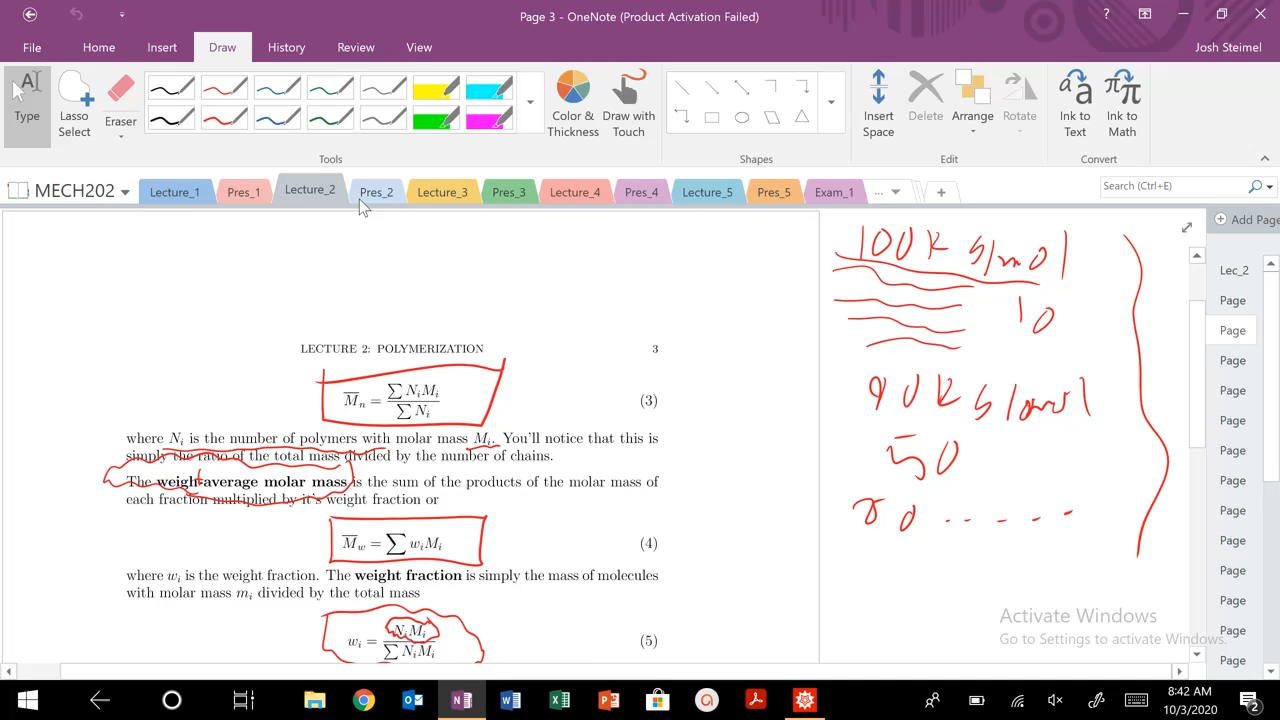 Page 3 - OneNote (Product Activation Failed)
?
File Home Insert Draw History Review View Josh Steimel
Type
Lasso Select
Eraser
Color & Thickness
Draw with Touch
Insert Space
Delete
Arrange
Rotate
Ink to Text
Ink to Math
Tools Shapes Edit Convert
MECH202 Lecture_1 Pres_1 Lecture_2 Pres_2 Lecture_3 Pres_3 Lecture_4 Pres_4 Lecture_5 Pres_5 Exam_1 ... Search (Ctrl+E)
Add Page
Lec_2
Page
Page
Page
Page
Page
Page
Page
Page
Page
Page
Page
Page
Page
LECTURE 2: POLYMERIZATION 3
M̅n = ∑ NiMi / ∑ Ni (3)
where Ni is the number of polymers with molar mass Mi. You'll notice that this is
simply the ratio of the total mass divided by the number of chains.
The weigh-average molar mass is the sum of the products of the molar mass of
each fraction multiplied by it's weight fraction or
M̅w = ∑ wiMi (4)
where wi is the weight fraction. The weight fraction is simply the mass of molecules
with molar mass mi divided by the total mass
wi = NiMi / ∑ NiMi (5)
100K g/mol
10
90K g/mol
50
80 ......
Activate Windows
Go to Settings to activate Windows.
8:42 AM
10/3/2020
2